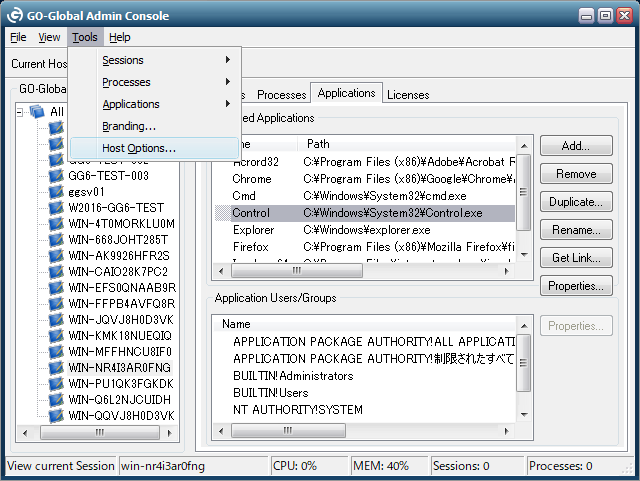 GO-Global Admin Console
File View Tools Help
Current Hos
Sessions
Processes
Applications
Branding...
Host Options...
GO-Global
All
GG6-TEST-002
GG6-TEST-003
ggsv01
W2016-GG6-TEST
WIN-4T0MORKLU0M
WIN-668JOHT285T
WIN-AK9926HFR2S
WIN-CAIO28K7PC2
WIN-EFS0QNAAB9R
WIN-FFPB4AVFQ8R
WIN-JQVJ8H0D3VK
WIN-KMK18NUEQIQ
WIN-MFFHNCU8IF0
WIN-NR4I3AR0FNG
WIN-PU1QK3FGKDK
WIN-Q6L2NJCUIDH
WIN-QQVJ8H0D3VK
s Processes Applications Licenses
ed Applications
me Path
Acrord32 C:¥Program Files (x86)¥Adobe¥Acrobat R
Chrome C:¥Program Files (x86)¥Google¥Chrome¥
Cmd C:¥Windows¥System32¥cmd.exe
Control C:¥Windows¥System32¥Control.exe
Explorer C:¥Windows¥explorer.exe
Firefox C:¥Program Files (x86)¥Mozilla Firefox¥fi
Add...
Remove
Duplicate...
Rename...
Get Link...
Properties...
Application Users/Groups
Name
APPLICATION PACKAGE AUTHORITY!ALL APPLICATI
APPLICATION PACKAGE AUTHORITY!制限されたすべて
BUILTIN!Administrators
BUILTIN!Users
NT AUTHORITY!SYSTEM
Properties...
View current Session win-nr4i3ar0fng CPU: 0% MEM: 40% Sessions: 0 Processes: 0